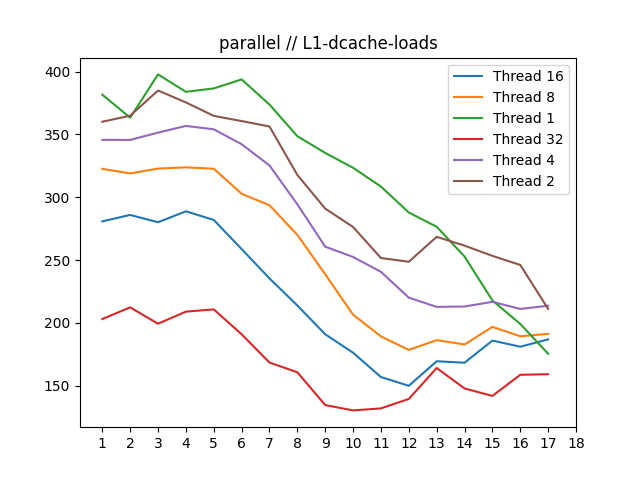 parallel // L1-dcache-loads
400
350
300
250
200
150
Thread 16
Thread 8
Thread 1
Thread 32
Thread 4
Thread 2
1 2 3 4 5 6 7 8 9 10 11 12 13 14 15 16 17 18